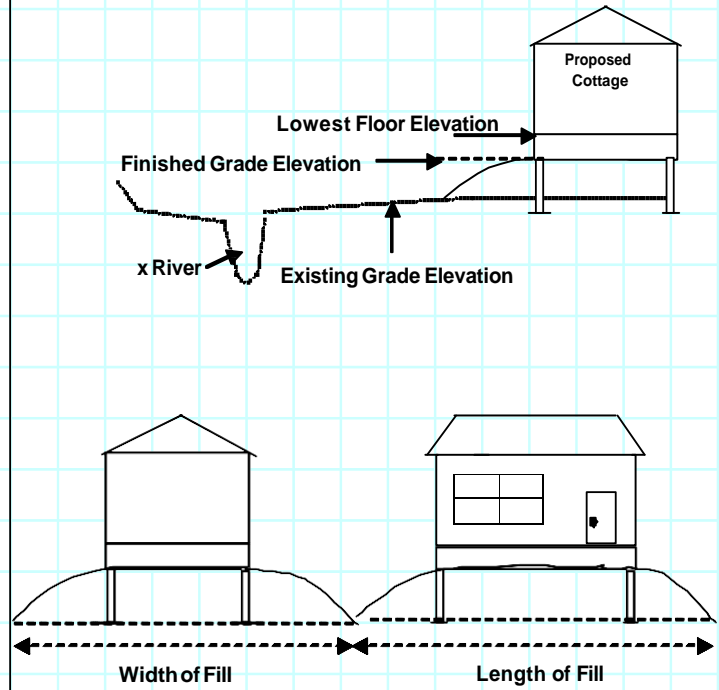 Proposed
Cottage
Lowest Floor Elevation
Finished Grade Elevation
x River
Existing Grade Elevation
Width of Fill
Length of Fill